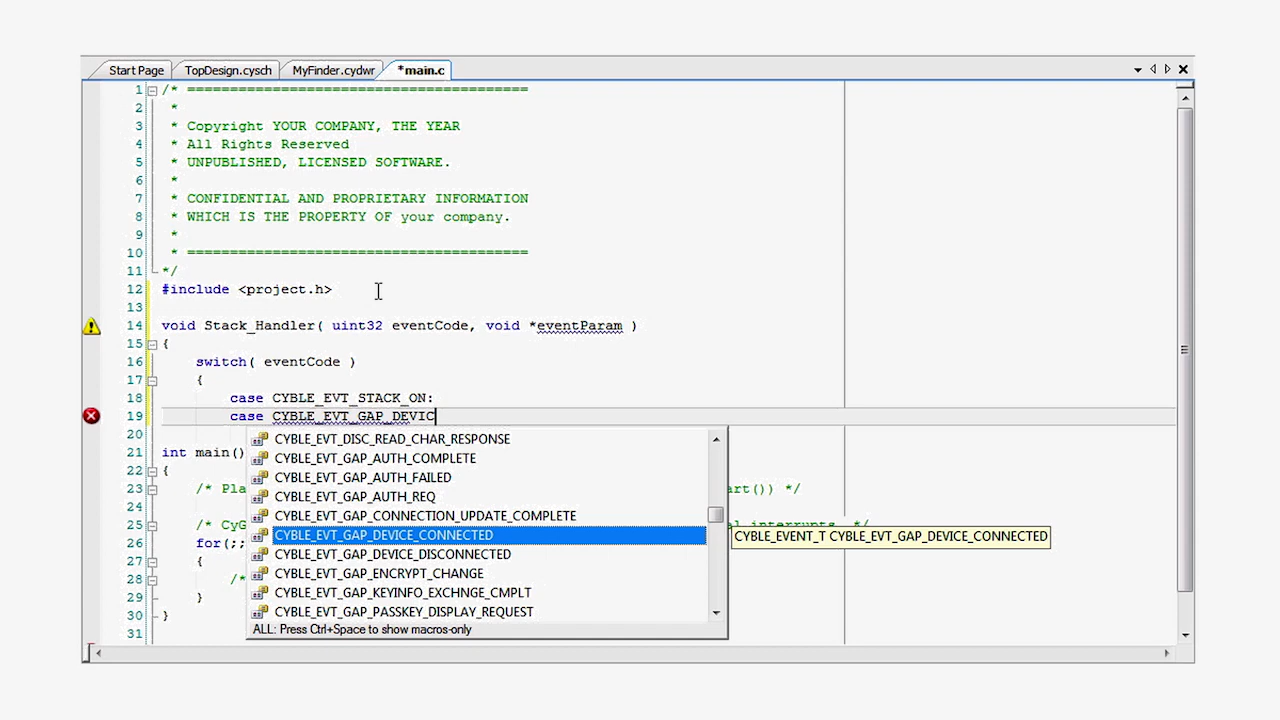 Start Page TopDesign.cysch MyFinder.cydwr *main.c
1 /* ========================================
2 *
3 * Copyright YOUR COMPANY, THE YEAR
4 * All Rights Reserved
5 * UNPUBLISHED, LICENSED SOFTWARE.
6 *
7 * CONFIDENTIAL AND PROPRIETARY INFORMATION
8 * WHICH IS THE PROPERTY OF your company.
9 *
10 * ========================================
11 */
12 #include <project.h>
13
14 void Stack_Handler( uint32 eventCode, void *eventParam )
15 {
16 switch( eventCode )
17 {
18 case CYBLE_EVT_STACK_ON:
19 case CYBLE_EVT_GAP_DEVIC
20
21 int main()
22 {
23 /* Pla art()) */
24
25 /* CyG al interrupts. */
26 for(;;
27 {
28 /*
29 }
30 }
31
CYBLE_EVT_DISC_READ_CHAR_RESPONSE
CYBLE_EVT_GAP_AUTH_COMPLETE
CYBLE_EVT_GAP_AUTH_FAILED
CYBLE_EVT_GAP_AUTH_REQ
CYBLE_EVT_GAP_CONNECTION_UPDATE_COMPLETE
CYBLE_EVT_GAP_DEVICE_CONNECTED
CYBLE_EVT_GAP_DEVICE_DISCONNECTED
CYBLE_EVT_GAP_ENCRYPT_CHANGE
CYBLE_EVT_GAP_KEYINFO_EXCHNGE_CMPLT
CYBLE_EVT_GAP_PASSKEY_DISPLAY_REQUEST
ALL: Press Ctrl+Space to show macros-only
CYBLE_EVENT_T CYBLE_EVT_GAP_DEVICE_CONNECTED